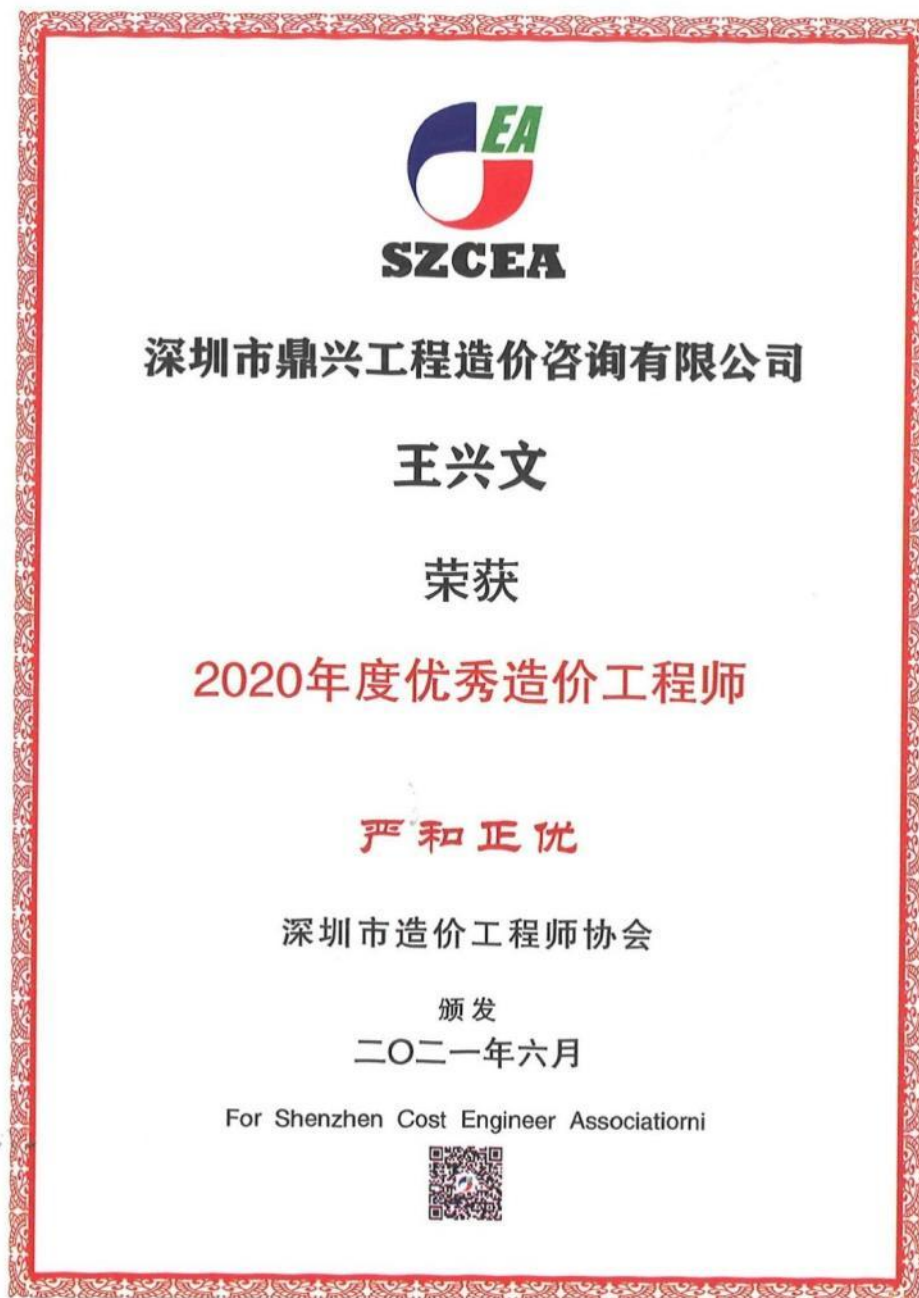 EA
SZCEA
深圳市鼎兴工程造价咨询有限公司
王兴文
荣获
2020年度优秀造价工程师
严和正优
深圳市造价工程师协会
颁发
二〇二一年六月
For Shenzhen Cost Engineer Associatiorni